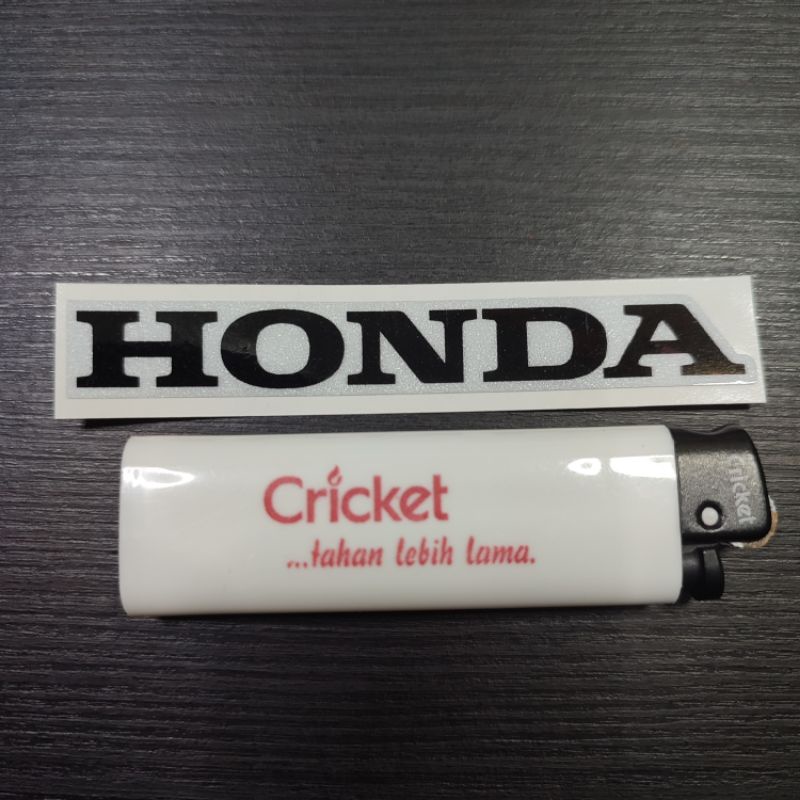 HONDA
Cricket
cricket
...tahan lebih lama.